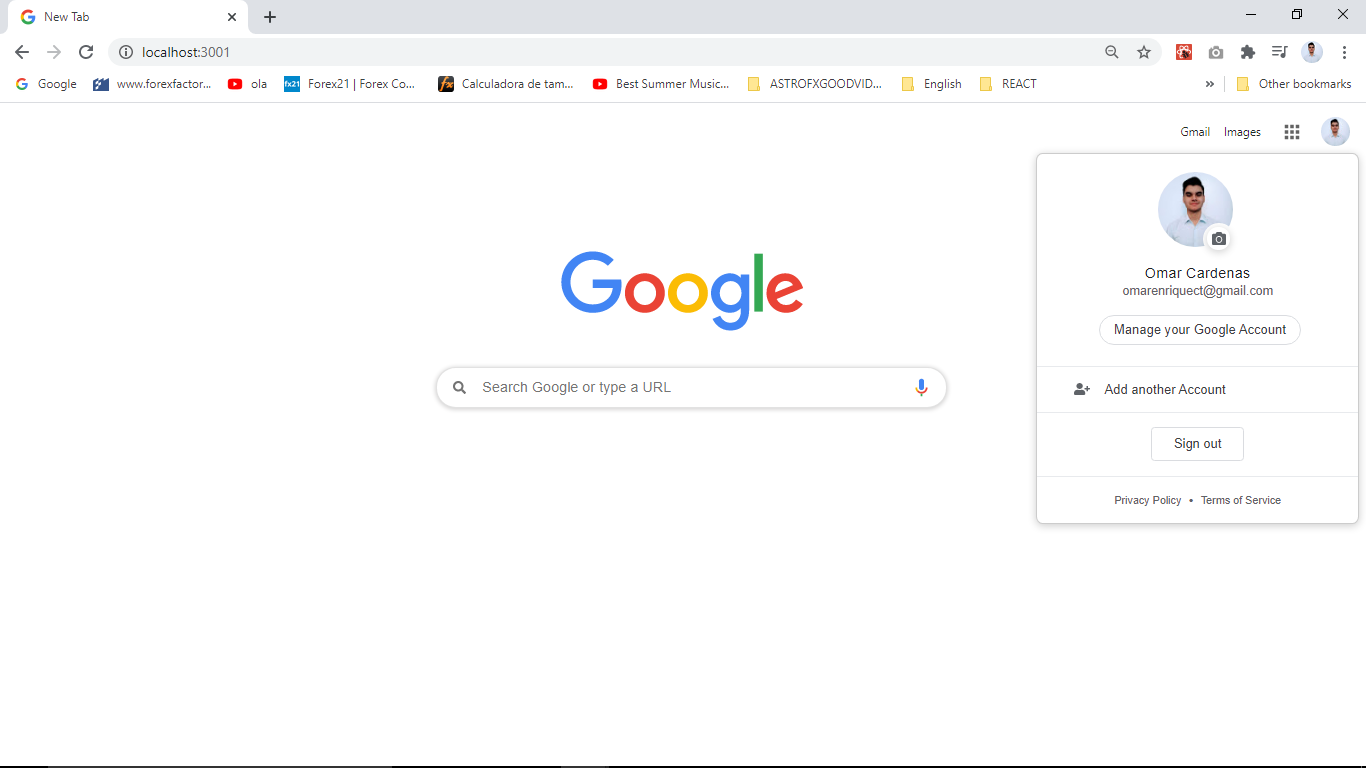 New Tab
localhost:3001
Google www.forexfactor... ola Forex21 | Forex Co... Calculadora de tam... Best Summer Music... ASTROFXGOODVID... English REACT » Other bookmarks
Gmail Images
Google
Search Google or type a URL
Omar Cardenas
omarenriquect@gmail.com
Manage your Google Account
Add another Account
Sign out
Privacy Policy • Terms of Service